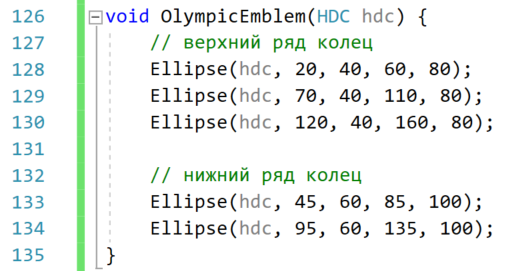 126 void OlympicEmblem(HDC hdc) {
127 // верхний ряд колец
128 Ellipse(hdc, 20, 40, 60, 80);
129 Ellipse(hdc, 70, 40, 110, 80);
130 Ellipse(hdc, 120, 40, 160, 80);
131
132 // нижний ряд колец
133 Ellipse(hdc, 45, 60, 85, 100);
134 Ellipse(hdc, 95, 60, 135, 100);
135 }